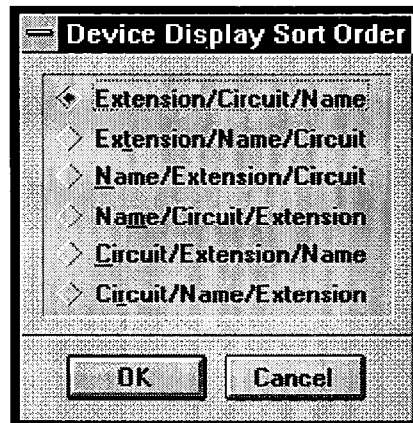 Device Display Sort Order
Extension/Circuit/Name
Extension/Name/Circuit
Name/Extension/Circuit
Name/Circuit/Extension
Circuit/Extension/Name
Circuit/Name/Extension
OK Cancel